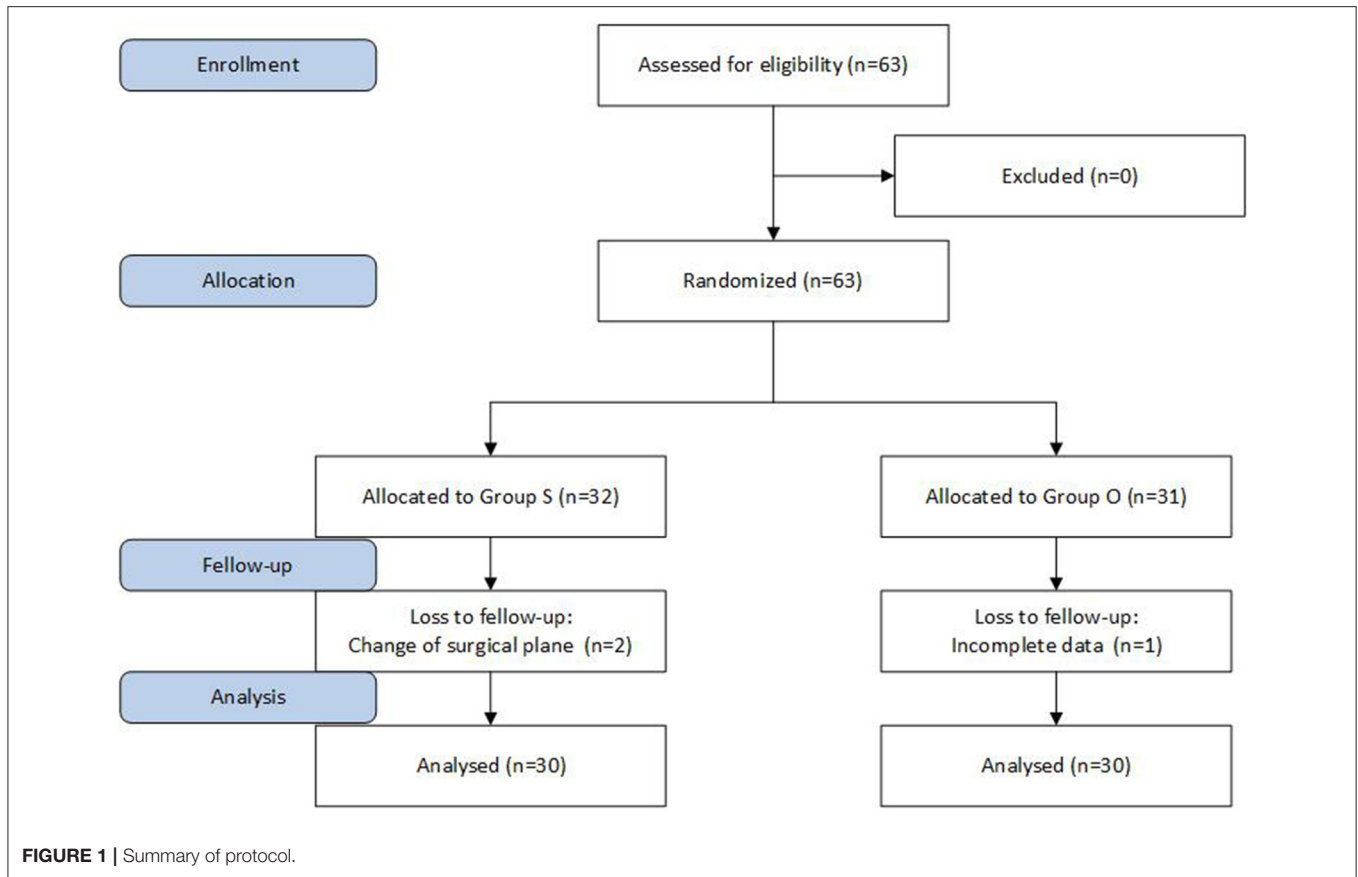 Enrollment
Assessed for eligibility (n=63)
Excluded (n=0)
Allocation
Randomized (n=63)
Allocated to Group S (n=32)
Allocated to Group O (n=31)
Fellow-up
Loss to fellow-up:
Change of surgical plane (n=2)
Loss to fellow-up:
Incomplete data (n=1)
Analysis
Analysed (n=30)
Analysed (n=30)
FIGURE 1 | Summary of protocol.